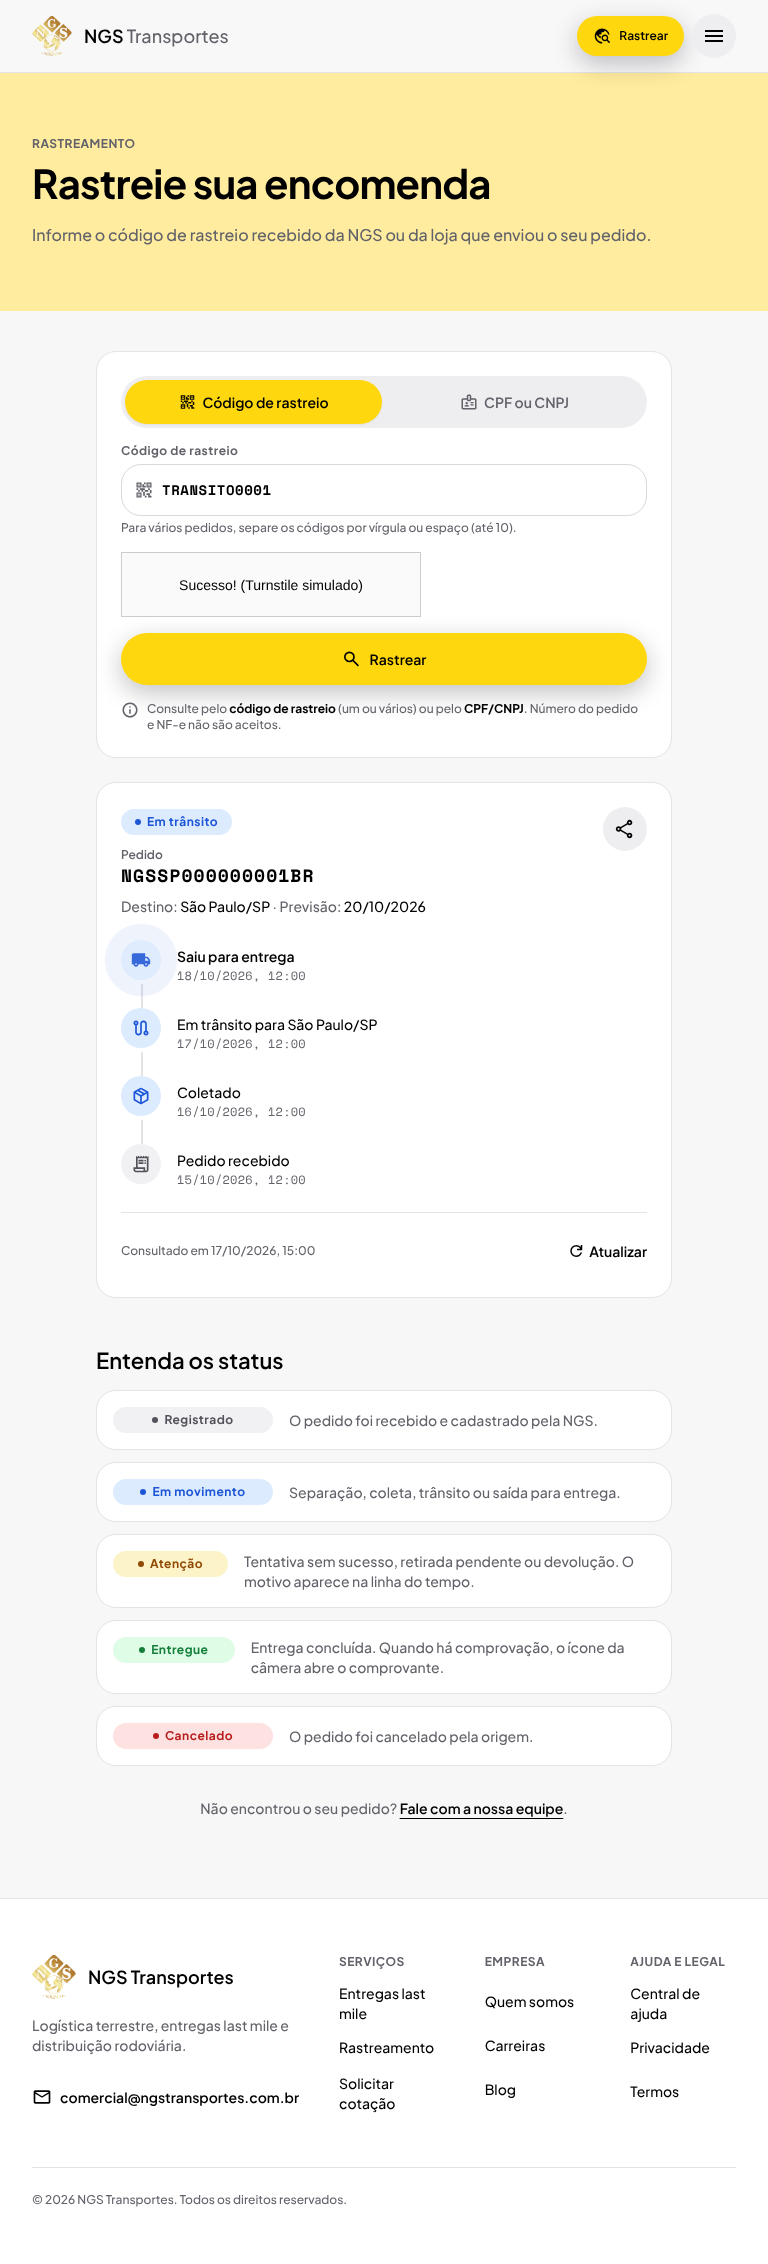 NGS Transportes
Rastrear
RASTREAMENTO
Rastreie sua encomenda
Informe o código de rastreio recebido da NGS ou da loja que enviou o seu pedido.
Código de rastreio
CPF ou CNPJ
Código de rastreio
TRANSITO0001
Para vários pedidos, separe os códigos por vírgula ou espaço (até 10).
Sucesso! (Turnstile simulado)
Rastrear
Consulte pelo código de rastreio (um ou vários) ou pelo CPF/CNPJ. Número do pedido
e NF-e não são aceitos.
Em trânsito
Pedido
NGSSP000000001BR
Destino: São Paulo/SP · Previsão: 20/10/2026
Saiu para entrega
18/10/2026, 12:00
Em trânsito para São Paulo/SP
17/10/2026, 12:00
Coletado
16/10/2026, 12:00
Pedido recebido
15/10/2026, 12:00
Consultado em 17/10/2026, 15:00
Atualizar
Entenda os status
Registrado
O pedido foi recebido e cadastrado pela NGS.
Em movimento
Separação, coleta, trânsito ou saída para entrega.
Atenção
Tentativa sem sucesso, retirada pendente ou devolução. O
motivo aparece na linha do tempo.
Entregue
Entrega concluída. Quando há comprovação, o ícone da
câmera abre o comprovante.
Cancelado
O pedido foi cancelado pela origem.
Não encontrou o seu pedido? Fale com a nossa equipe.
NGS Transportes
Logística terrestre, entregas last mile e
distribuição rodoviária.
comercial@ngstransportes.com.br
SERVIÇOS
Entregas last
mile
Rastreamento
Solicitar
cotação
EMPRESA
Quem somos
Carreiras
Blog
AJUDA E LEGAL
Central de
ajuda
Privacidade
Termos
© 2026 NGS Transportes. Todos os direitos reservados.